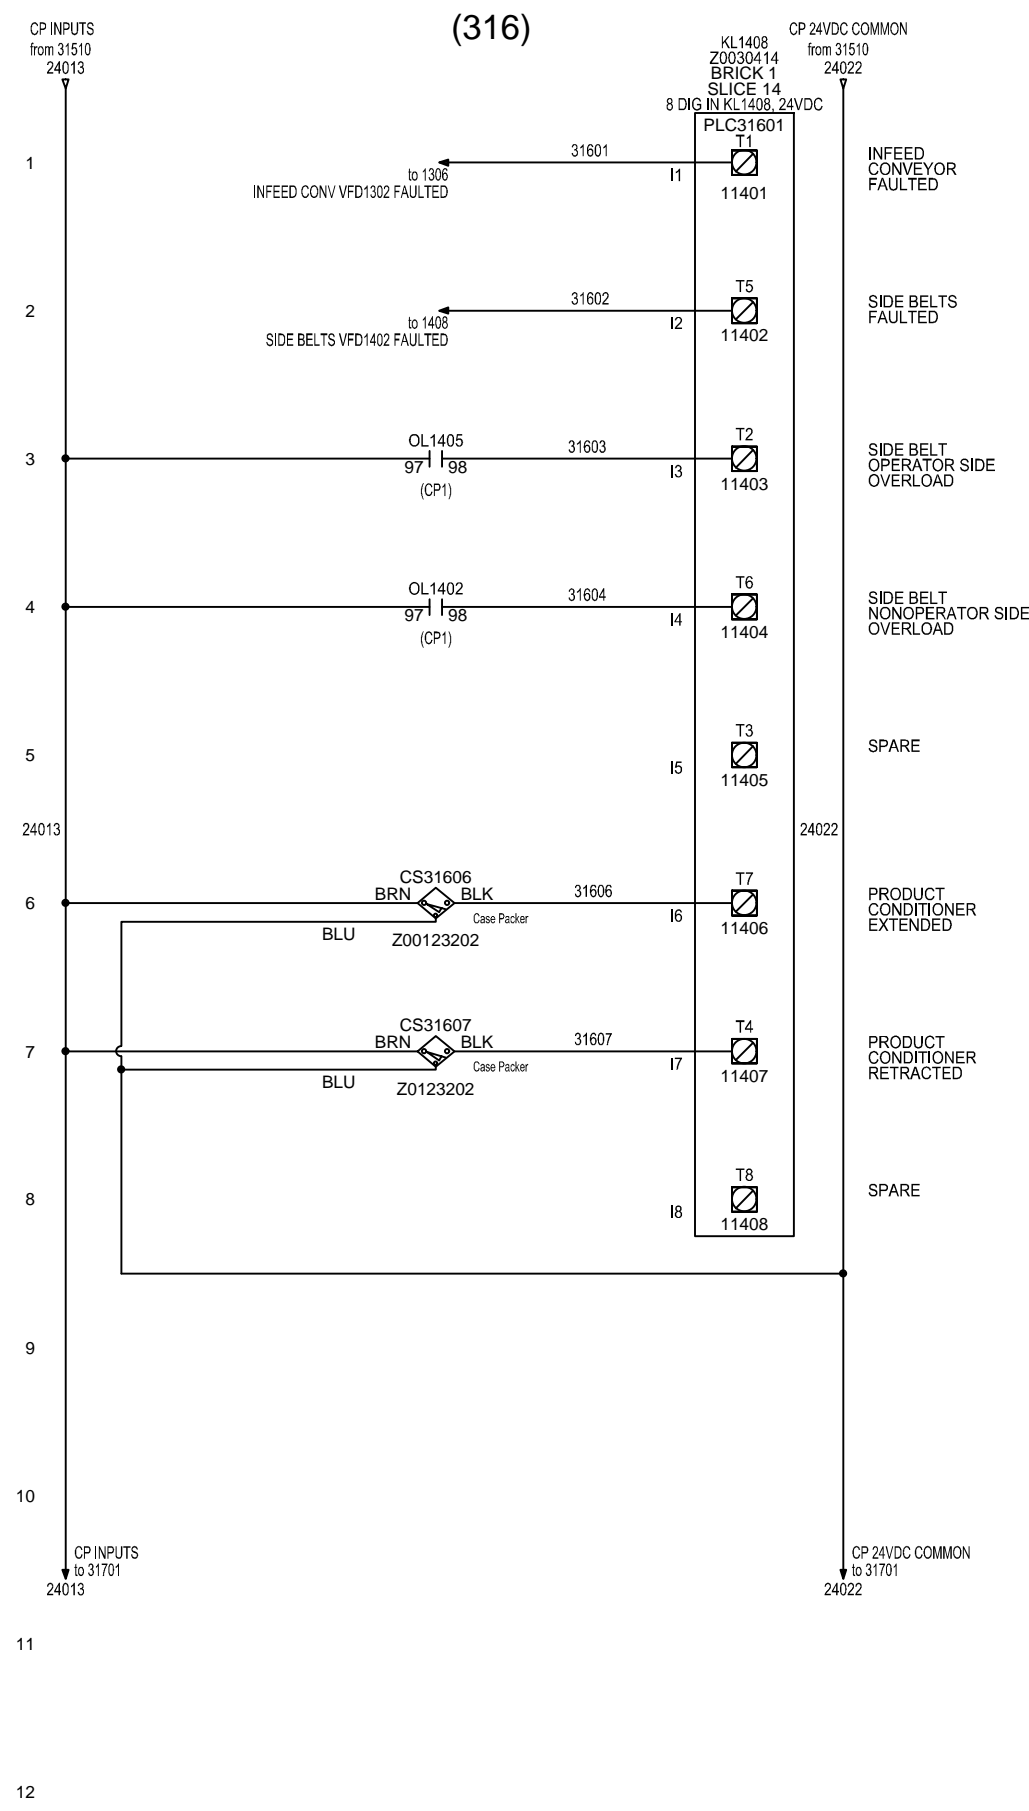 (316)
CP INPUTS
from 31510
24013
KL1408
Z0030414
BRICK 1
SLICE 14
8 DIG IN KL1408, 24VDC
CP 24VDC COMMON
from 31510
24022
PLC31601
1
to 1306
INFEED CONV VFD1302 FAULTED
31601
I1
T1
11401
INFEED
CONVEYOR
FAULTED
2
to 1408
SIDE BELTS VFD1402 FAULTED
31602
I2
T5
11402
SIDE BELTS
FAULTED
3
OL1405
97 98
(CP1)
31603
I3
T2
11403
SIDE BELT
OPERATOR SIDE
OVERLOAD
4
OL1402
97 98
(CP1)
31604
I4
T6
11404
SIDE BELT
NONOPERATOR SIDE
OVERLOAD
5
I5
T3
11405
SPARE
24013
24022
6
CS31606
BRN BLK
Case Packer
BLU
Z00123202
31606
I6
T7
11406
PRODUCT
CONDITIONER
EXTENDED
7
CS31607
BRN BLK
Case Packer
BLU
Z0123202
31607
I7
T4
11407
PRODUCT
CONDITIONER
RETRACTED
8
I8
T8
11408
SPARE
9
10
CP INPUTS
to 31701
24013
CP 24VDC COMMON
to 31701
24022
11
12